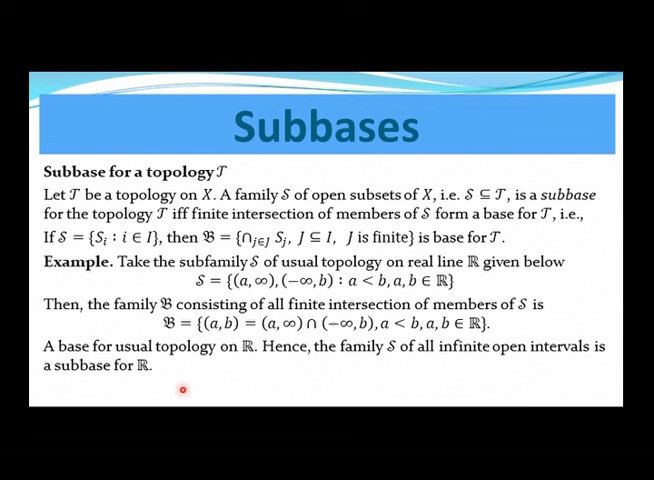 Subbases
Subbase for a topology 𝒯
Let 𝒯 be a topology on X. A family 𝒮 of open subsets of X, i.e. 𝒮 ⊆ 𝒯, is a subbase
for the topology 𝒯 iff finite intersection of members of 𝒮 form a base for 𝒯, i.e.,
If 𝒮 = {Sᵢ : i ∈ I}, then 𝔅 = {∩_{j∈J} Sⱼ, J ⊆ I, J is finite} is base for 𝒯.
Example. Take the subfamily 𝒮 of usual topology on real line ℝ given below
𝒮 = {(a, ∞), (−∞, b) : a < b, a, b ∈ ℝ}
Then, the family 𝔅 consisting of all finite intersection of members of 𝒮 is
𝔅 = {(a, b) = (a, ∞) ∩ (−∞, b), a < b, a, b ∈ ℝ}.
A base for usual topology on ℝ. Hence, the family 𝒮 of all infinite open intervals is
a subbase for ℝ.